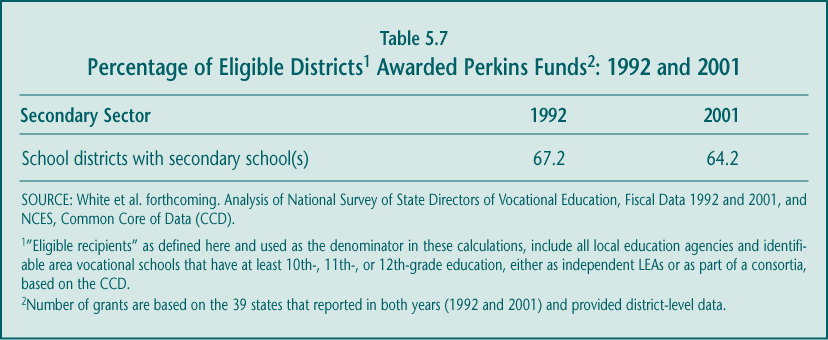 Table 5.7
Percentage of Eligible Districts¹ Awarded Perkins Funds²: 1992 and 2001
Secondary Sector 1992 2001
School districts with secondary school(s) 67.2 64.2
SOURCE: White et al. forthcoming. Analysis of National Survey of State Directors of Vocational Education, Fiscal Data 1992 and 2001, and
NCES, Common Core of Data (CCD).
¹"Eligible recipients" as defined here and used as the denominator in these calculations, include all local education agencies and identifi-
able area vocational schools that have at least 10th-, 11th-, or 12th-grade education, either as independent LEAs or as part of a consortia,
based on the CCD.
²Number of grants are based on the 39 states that reported in both years (1992 and 2001) and provided district-level data.